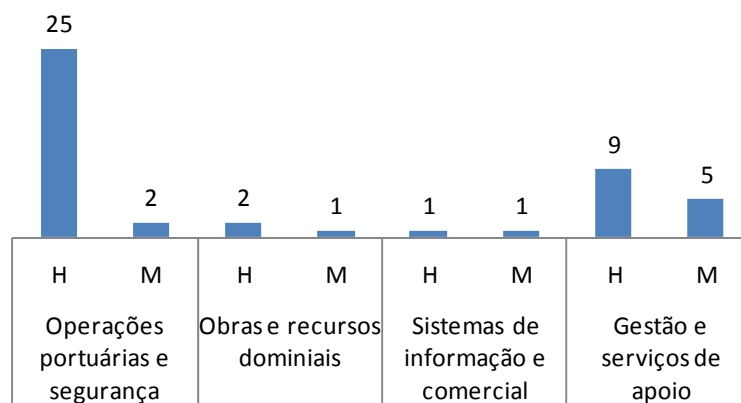 25
2
2
1
1
1
9
5
H M H M H M H M
Operações portuárias e segurança
Obras e recursos dominiais
Sistemas de informação e comercial
Gestão e serviços de apoio